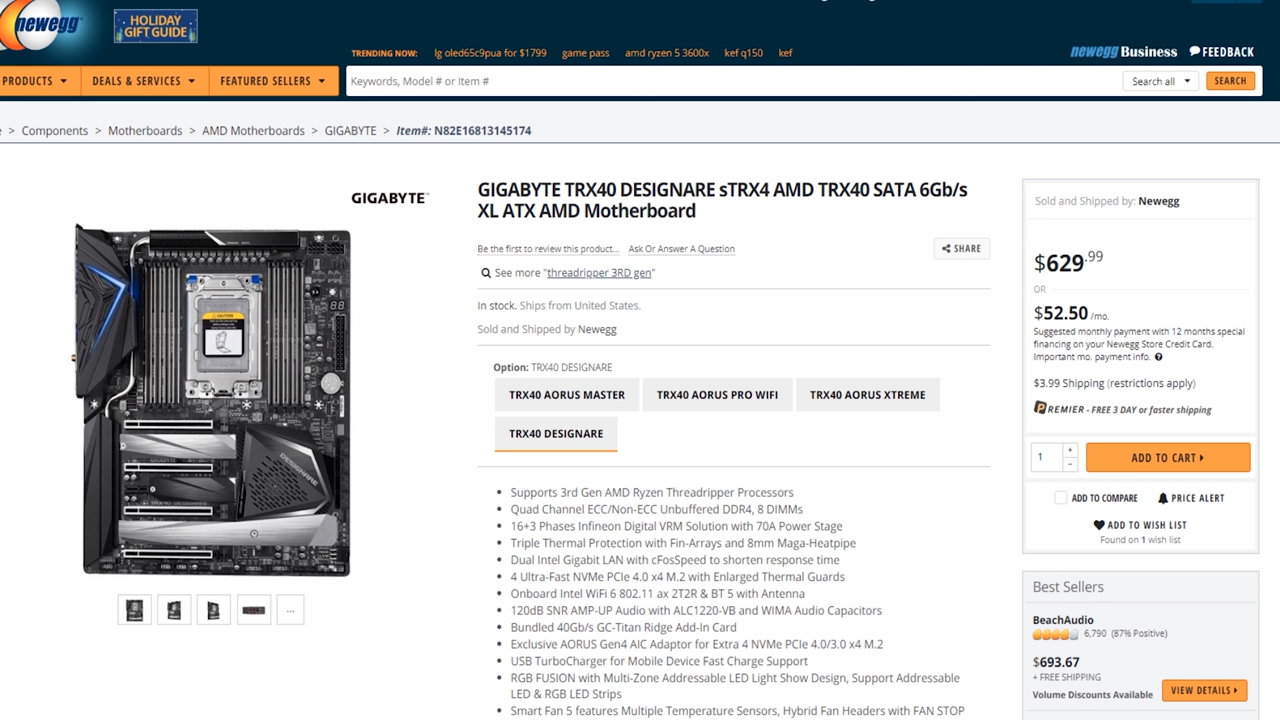 newegg
HOLIDAY
GIFT GUIDE
TRENDING NOW: lg oled65c9pua for $1799 game pass amd ryzen 5 3600x kef q150 kef
newegg Business FEEDBACK
PRODUCTS DEALS & SERVICES FEATURED SELLERS Keywords, Model # or Item # Search all SEARCH
> Components > Motherboards > AMD Motherboards > GIGABYTE > Item#: N82E16813145174
GIGABYTE™
GIGABYTE TRX40 DESIGNARE sTRX4 AMD TRX40 SATA 6Gb/s
XL ATX AMD Motherboard
Be the first to review this product... Ask Or Answer A Question
SHARE
See more "threadripper 3RD gen"
In stock. Ships from United States.
Sold and Shipped by Newegg
Option: TRX40 DESIGNARE
TRX40 AORUS MASTER TRX40 AORUS PRO WIFI TRX40 AORUS XTREME
TRX40 DESIGNARE
• Supports 3rd Gen AMD Ryzen Threadripper Processors
• Quad Channel ECC/Non-ECC Unbuffered DDR4, 8 DIMMs
• 16+3 Phases Infineon Digital VRM Solution with 70A Power Stage
• Triple Thermal Protection with Fin-Arrays and 8mm Maga-Heatpipe
• Dual Intel Gigabit LAN with cFosSpeed to shorten response time
• 4 Ultra-Fast NVMe PCIe 4.0 x4 M.2 with Enlarged Thermal Guards
• Onboard Intel WiFi 6 802.11 ax 2T2R & BT 5 with Antenna
• 120dB SNR AMP-UP Audio with ALC1220-VB and WIMA Audio Capacitors
• Bundled 40Gb/s GC-Titan Ridge Add-In Card
• Exclusive AORUS Gen4 AIC Adaptor for Extra 4 NVMe PCIe 4.0/3.0 x4 M.2
• USB TurboCharger for Mobile Device Fast Charge Support
• RGB FUSION with Multi-Zone Addressable LED Light Show Design, Support Addressable
LED & RGB LED Strips
• Smart Fan 5 features Multiple Temperature Sensors, Hybrid Fan Headers with FAN STOP
CAUTION
88
DESIGNARE
...
Sold and Shipped by: Newegg
$629.99
OR
$52.50 /mo.
Suggested monthly payment with 12 months special
financing on your Newegg Store Credit Card.
Important mo. payment info.
$3.99 Shipping (restrictions apply)
PREMIER - FREE 3 DAY or faster shipping
1 + - ADD TO CART
ADD TO COMPARE PRICE ALERT
ADD TO WISH LIST
Found on 1 wish list
Best Sellers
BeachAudio
6,790 (87% Positive)
$693.67
+ FREE SHIPPING
Volume Discounts Available VIEW DETAILS